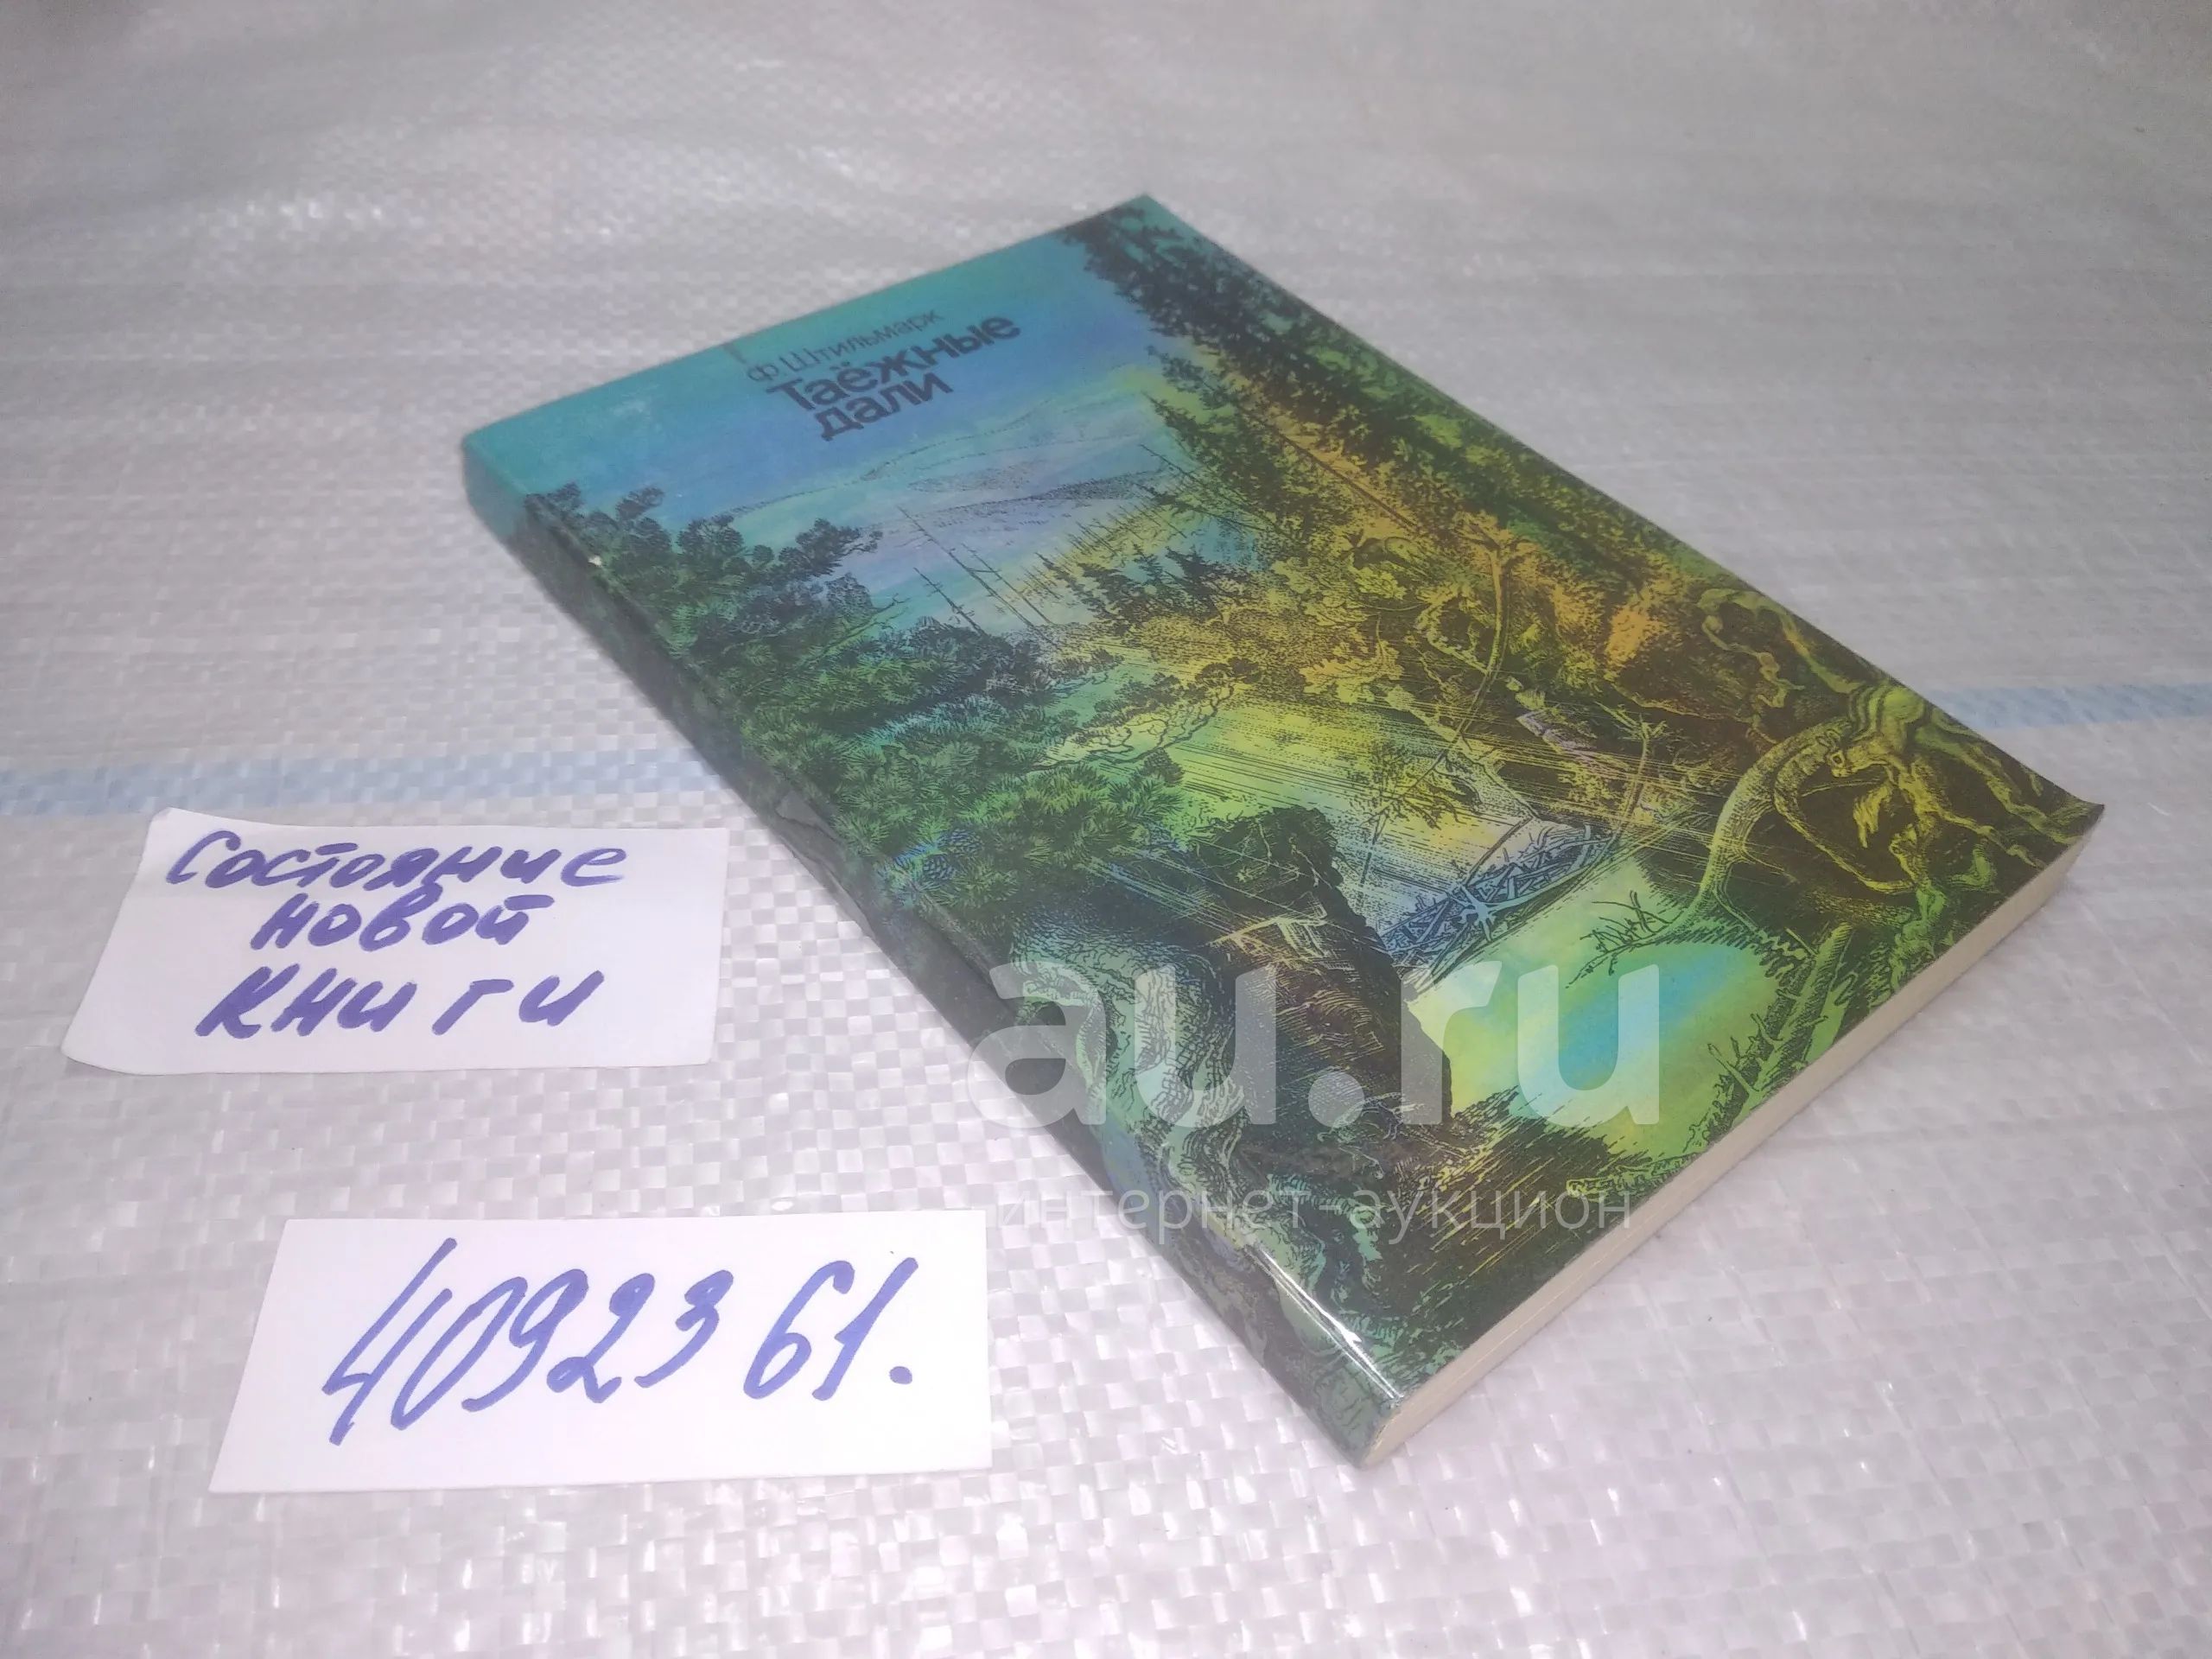 Ф Штильмарк
Таёжные
дали
Состояние
новой
книги
4092361.
au.ru
интернет-аукцион